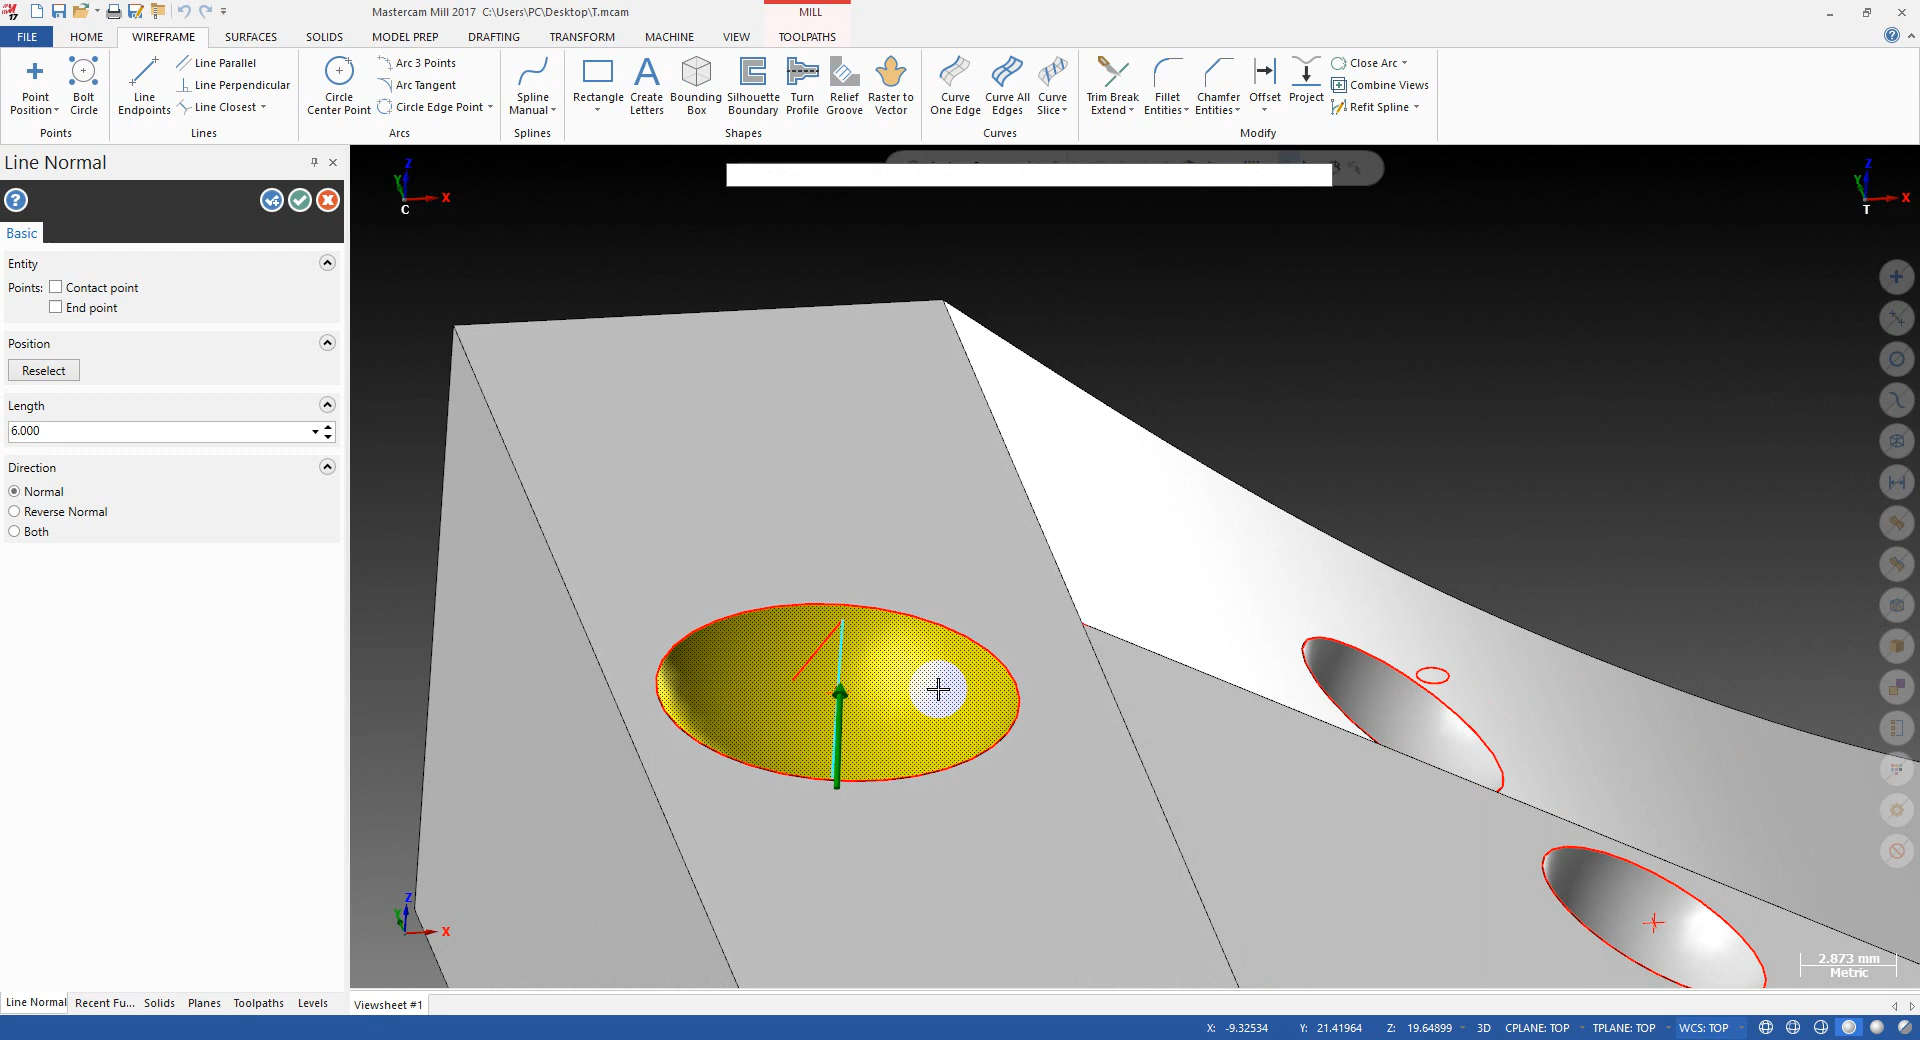 17
Mastercam Mill 2017  C:\Users\PC\Desktop\T.mcam
MILL
FILE HOME WIREFRAME SURFACES SOLIDS MODEL PREP DRAFTING TRANSFORM MACHINE VIEW TOOLPATHS
Point Position
Bolt Circle
Points
Line Endpoints
Line Parallel
Line Perpendicular
Line Closest
Lines
Circle Center Point
Arc 3 Points
Arc Tangent
Circle Edge Point
Arcs
Spline Manual
Splines
Rectangle
Create Letters
Bounding Box
Silhouette Boundary
Turn Profile
Relief Groove
Raster to Vector
Shapes
Curve One Edge
Curve All Edges
Curve Slice
Curves
Trim Break Extend
Fillet Entities
Chamfer Entities
Offset
Project
Close Arc
Combine Views
Refit Spline
Modify
Line Normal
Basic
Entity
Points: Contact point
End point
Position
Reselect
Length
6.000
Direction
Normal
Reverse Normal
Both
Z
Y
X
C
Z
Y
X
T
Z
Y
X
2.873 mm
Metric
Line Normal Recent Fu... Solids Planes Toolpaths Levels
Viewsheet #1
X: -9.32534 Y: 21.41964 Z: 19.64899 3D CPLANE: TOP TPLANE: TOP WCS: TOP